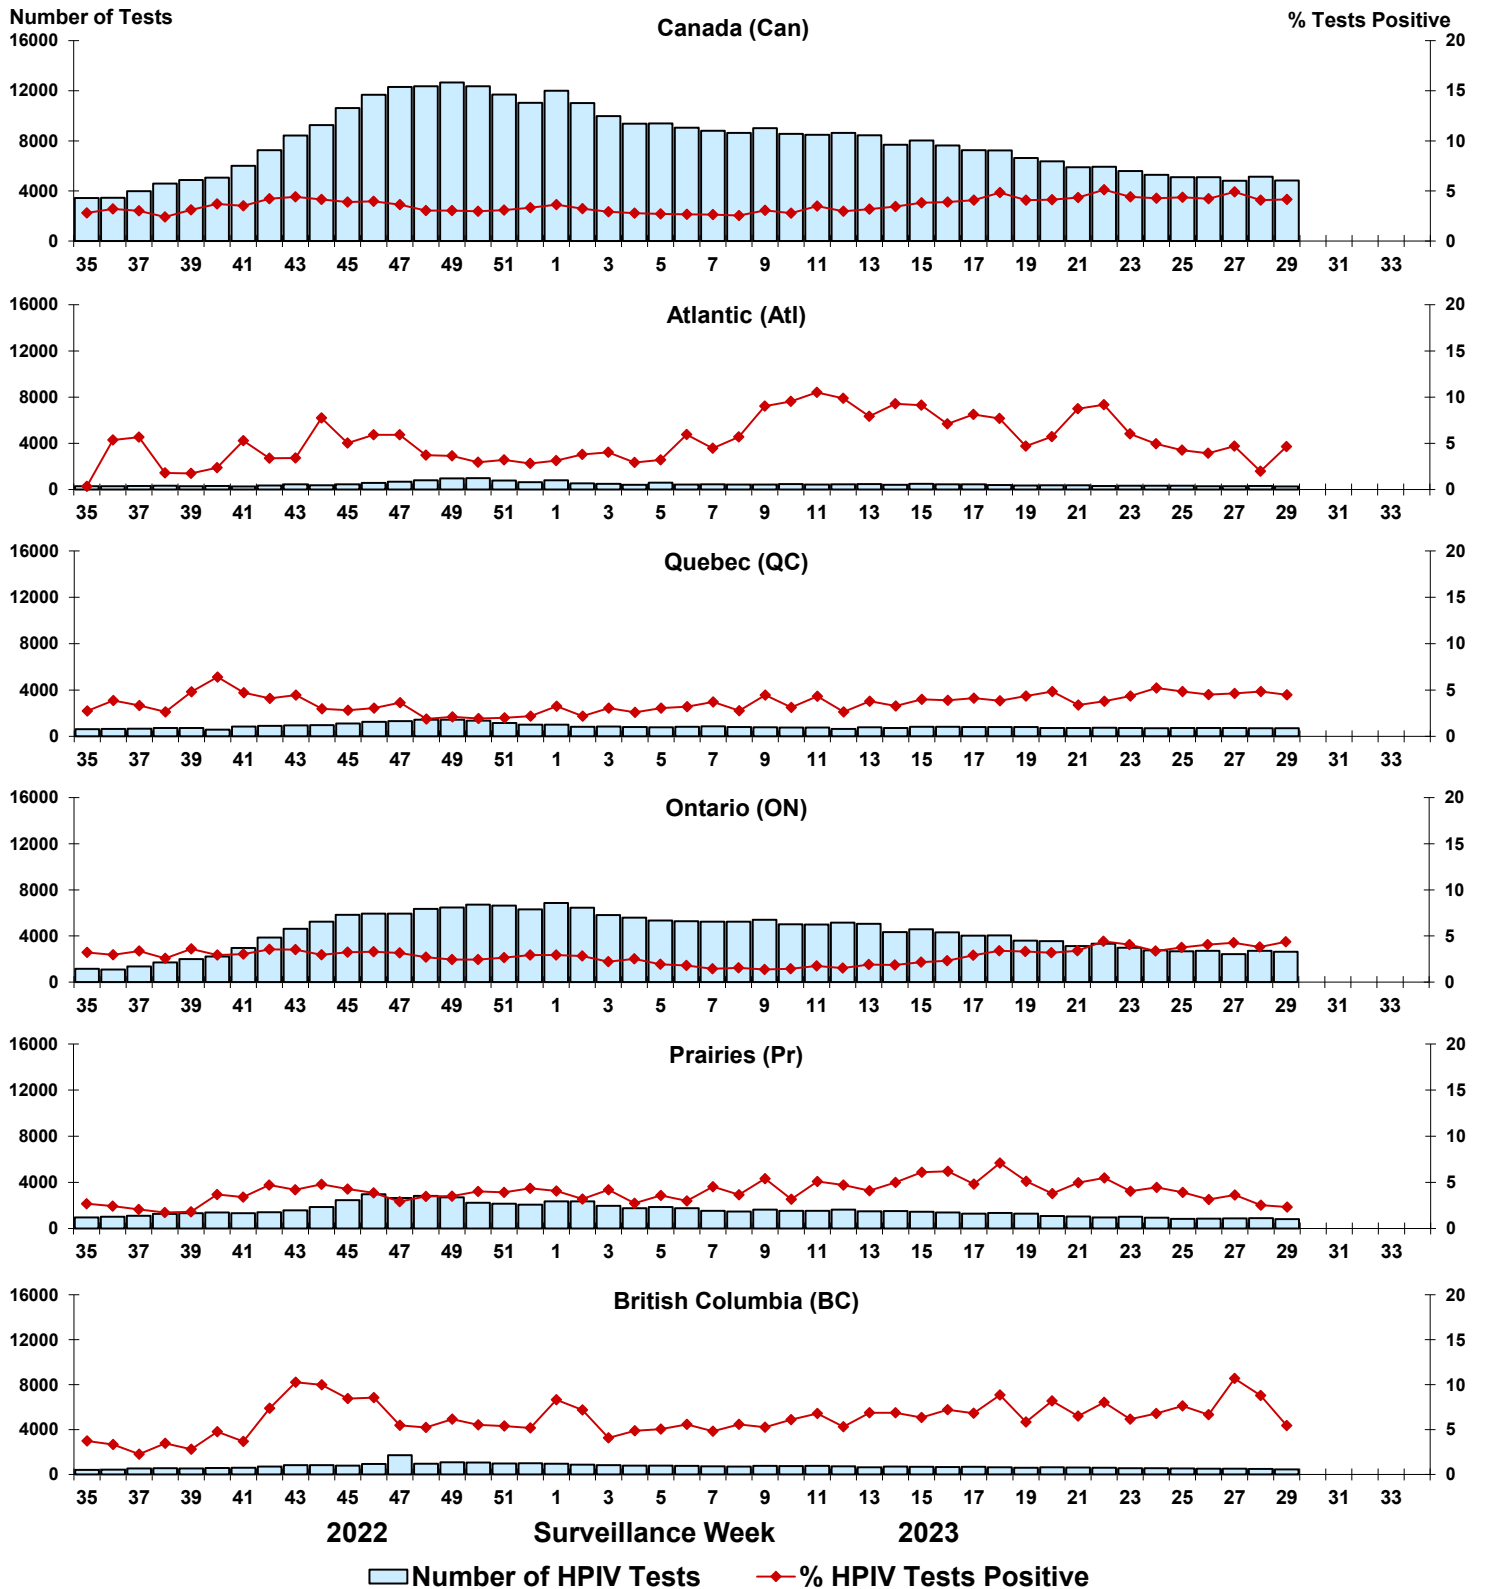 Number of Tests
Canada (Can)
% Tests Positive
16000 20
12000 15
8000 10
4000 5
0 0
35 37 39 41 43 45 47 49 51 1 3 5 7 9 11 13 15 17 19 21 23 25 27 29 31 33
Atlantic (Atl)
16000 20
12000 15
8000 10
4000 5
0 0
35 37 39 41 43 45 47 49 51 1 3 5 7 9 11 13 15 17 19 21 23 25 27 29 31 33
Quebec (QC)
16000 20
12000 15
8000 10
4000 5
0 0
35 37 39 41 43 45 47 49 51 1 3 5 7 9 11 13 15 17 19 21 23 25 27 29 31 33
Ontario (ON)
16000 20
12000 15
8000 10
4000 5
0 0
35 37 39 41 43 45 47 49 51 1 3 5 7 9 11 13 15 17 19 21 23 25 27 29 31 33
Prairies (Pr)
16000 20
12000 15
8000 10
4000 5
0 0
35 37 39 41 43 45 47 49 51 1 3 5 7 9 11 13 15 17 19 21 23 25 27 29 31 33
British Columbia (BC)
16000 20
12000 15
8000 10
4000 5
0 0
35 37 39 41 43 45 47 49 51 1 3 5 7 9 11 13 15 17 19 21 23 25 27 29 31 33
2022 Surveillance Week 2023
Number of HPIV Tests % HPIV Tests Positive